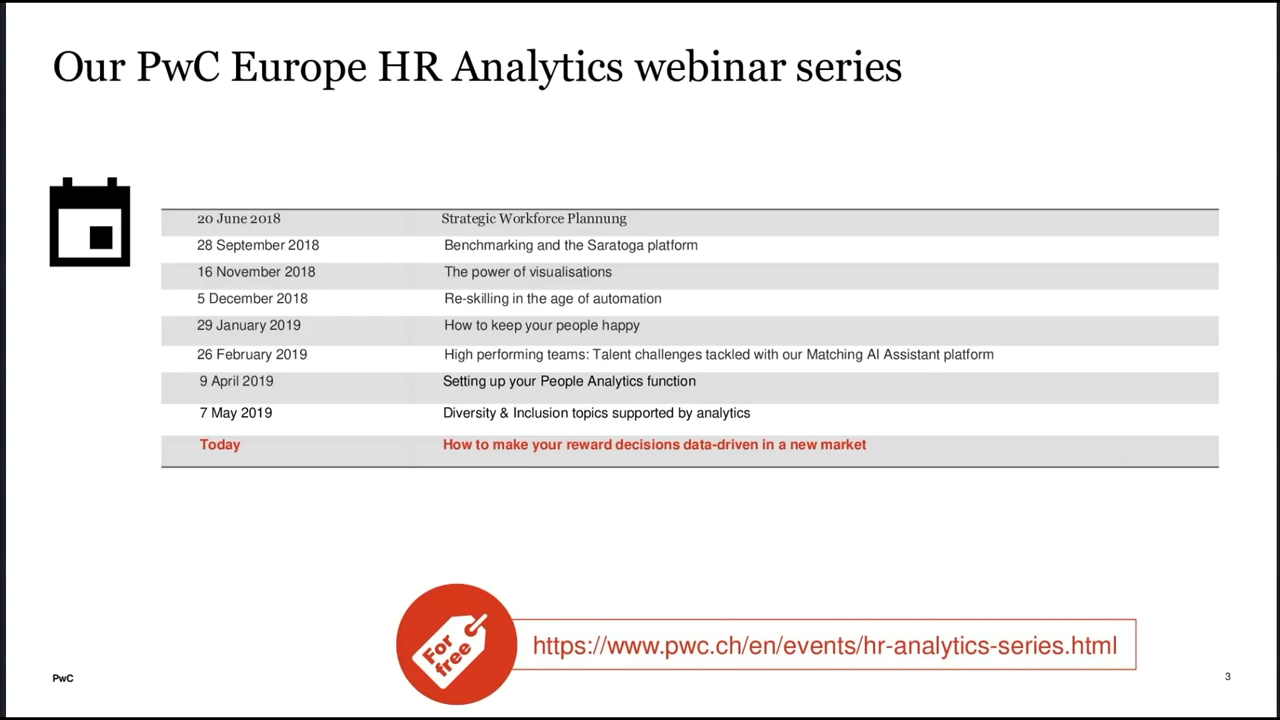 Our PwC Europe HR Analytics webinar series
20 June 2018 Strategic Workforce Plannung
28 September 2018 Benchmarking and the Saratoga platform
16 November 2018 The power of visualisations
5 December 2018 Re-skilling in the age of automation
29 January 2019 How to keep your people happy
26 February 2019 High performing teams: Talent challenges tackled with our Matching AI Assistant platform
9 April 2019 Setting up your People Analytics function
7 May 2019 Diversity & Inclusion topics supported by analytics
Today How to make your reward decisions data-driven in a new market
For
free
https://www.pwc.ch/en/events/hr-analytics-series.html
PwC
3